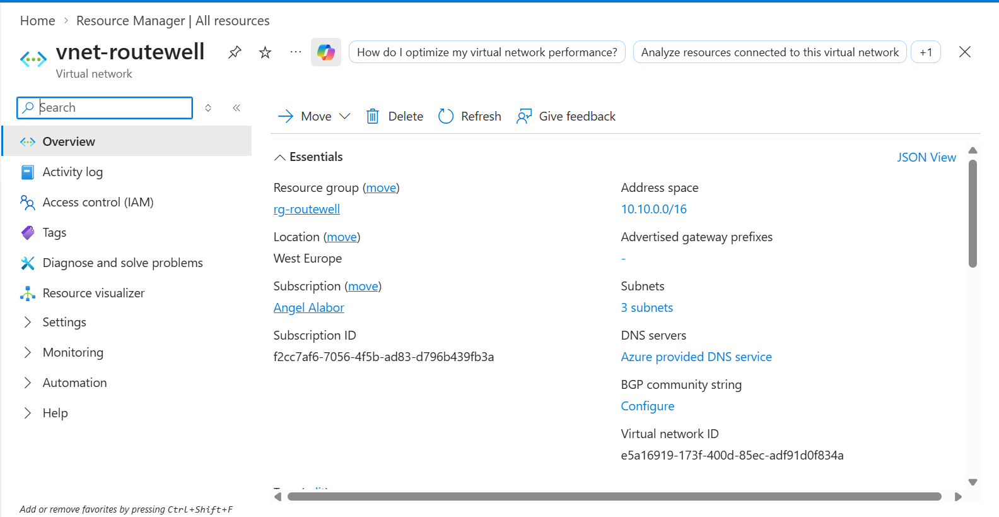 Home > Resource Manager | All resources
vnet-routewell
Virtual network
How do I optimize my virtual network performance?
Analyze resources connected to this virtual network
+1
Search
Overview
Activity log
Access control (IAM)
Tags
Diagnose and solve problems
Resource visualizer
Settings
Monitoring
Automation
Help
Add or remove favorites by pressing Ctrl+Shift+F
Move
Delete
Refresh
Give feedback
Essentials
JSON View
Resource group (move)
rg-routewell
Location (move)
West Europe
Subscription (move)
Angel Alabor
Subscription ID
f2cc7af6-7056-4f5b-ad83-d796b439fb3a
Address space
10.10.0.0/16
Advertised gateway prefixes
-
Subnets
3 subnets
DNS servers
Azure provided DNS service
BGP community string
Configure
Virtual network ID
e5a16919-173f-400d-85ec-adf91d0f834a